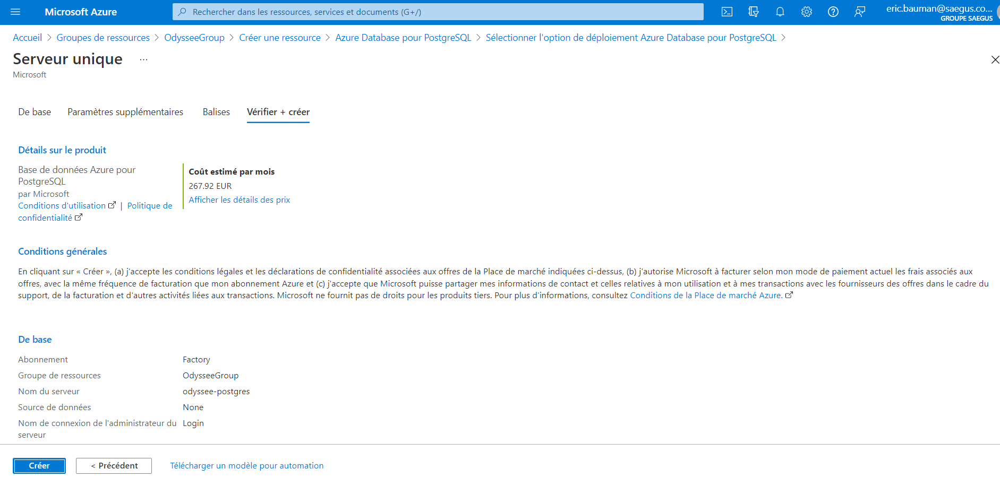 Microsoft Azure
Rechercher dans les ressources, services et documents (G+/)
eric.bauman@saegus.co...
GROUPE SAEGUS
Accueil > Groupes de ressources > OdysseeGroup > Créer une ressource > Azure Database pour PostgreSQL > Sélectionner l'option de déploiement Azure Database pour PostgreSQL >
Serveur unique ...
Microsoft
De base Paramètres supplémentaires Balises Vérifier + créer
Détails sur le produit
Base de données Azure pour
PostgreSQL
par Microsoft
Conditions d'utilisation | Politique de
confidentialité
Coût estimé par mois
267.92 EUR
Afficher les détails des prix
Conditions générales
En cliquant sur « Créer », (a) j'accepte les conditions légales et les déclarations de confidentialité associées aux offres de la Place de marché indiquées ci-dessus, (b) j'autorise Microsoft à facturer selon mon mode de paiement actuel les frais associés aux
offres, avec la même fréquence de facturation que mon abonnement Azure et (c) j'accepte que Microsoft puisse partager mes informations de contact et celles relatives à mon utilisation et à mes transactions avec les fournisseurs des offres dans le cadre du
support, de la facturation et d'autres activités liées aux transactions. Microsoft ne fournit pas de droits pour les produits tiers. Pour plus d'informations, consultez Conditions de la Place de marché Azure.
De base
Abonnement Factory
Groupe de ressources OdysseeGroup
Nom du serveur odyssee-postgres
Source de données None
Nom de connexion de l'administrateur du Login
serveur
Créer < Précédent Télécharger un modèle pour automation